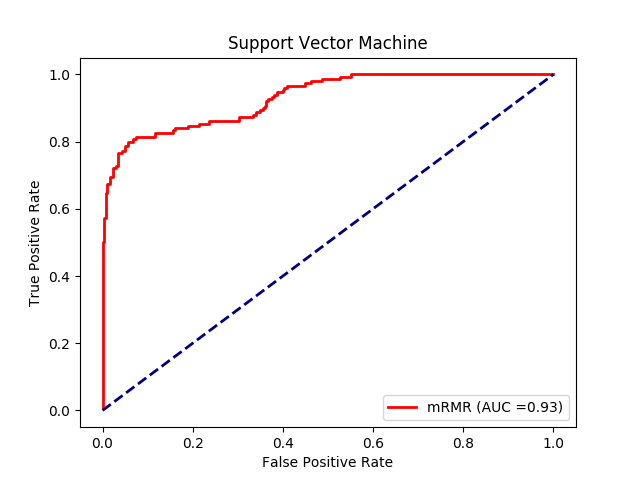 Support Vector Machine
1.0
0.8
0.6
0.4
0.2
0.0
True Positive Rate
mRMR (AUC =0.93)
0.0 0.2 0.4 0.6 0.8 1.0
False Positive Rate